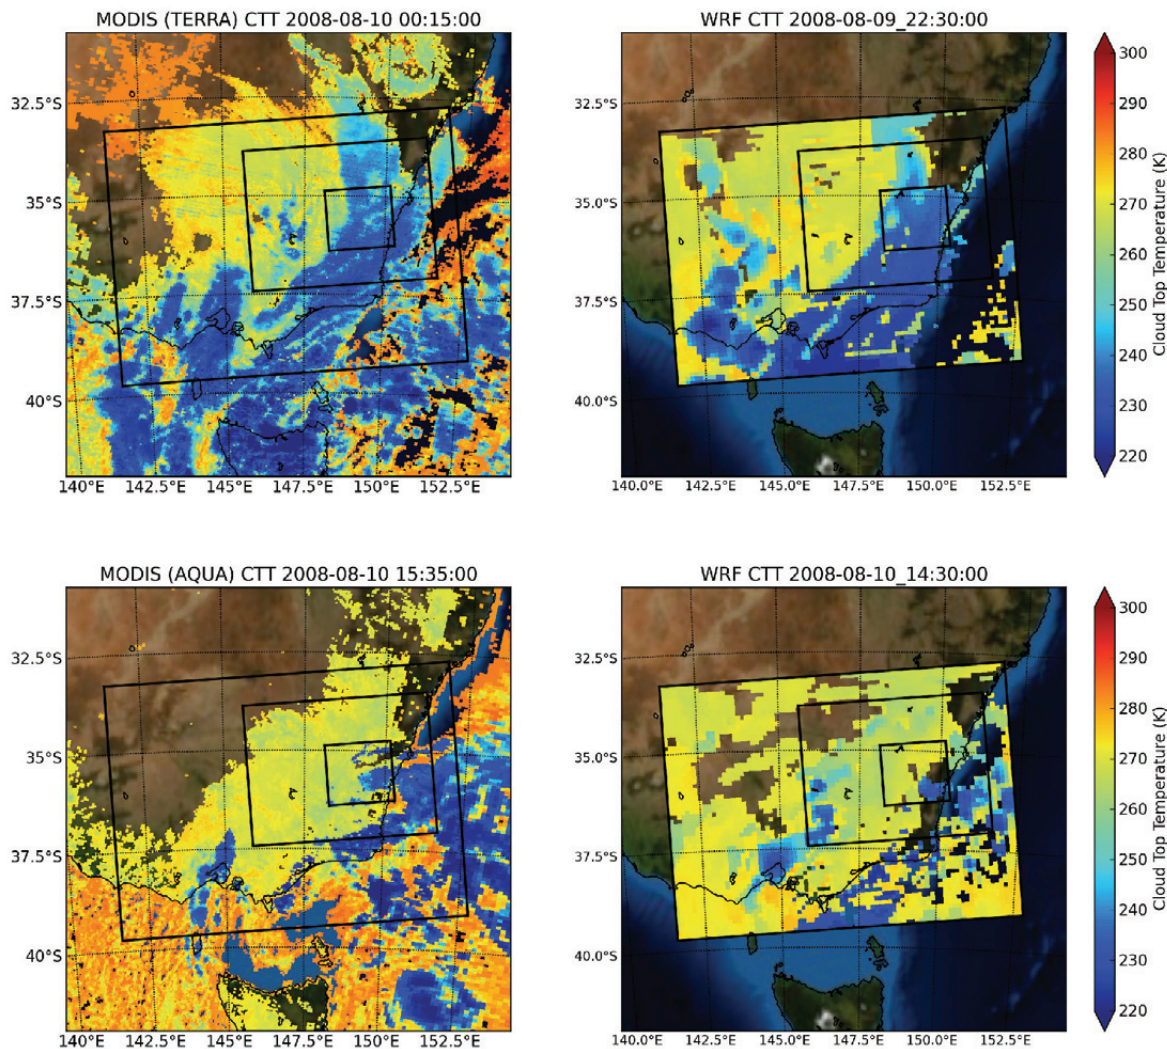 MODIS (TERRA) CTT 2008-08-10 00:15:00
WRF CTT 2008-08-09_22:30:00
32.5°S
35.0°S
37.5°S
40.0°S
140.0°E 142.5°E 145.0°E 147.5°E 150.0°E 152.5°E
32.5°S
35.0°S
37.5°S
40.0°S
140.0°E 142.5°E 145.0°E 147.5°E 150.0°E 152.5°E
300
290
280
270
260
250
240
230
220
Cloud Top Temperature (K)
MODIS (AQUA) CTT 2008-08-10 15:35:00
WRF CTT 2008-08-10_14:30:00
32.5°S
35°S
37.5°S
40°S
140°E 142.5°E 145°E 147.5°E 150°E 152.5°E
32.5°S
35.0°S
37.5°S
40.0°S
140.0°E 142.5°E 145.0°E 147.5°E 150.0°E 152.5°E
300
290
280
270
260
250
240
230
220
Cloud Top Temperature (K)